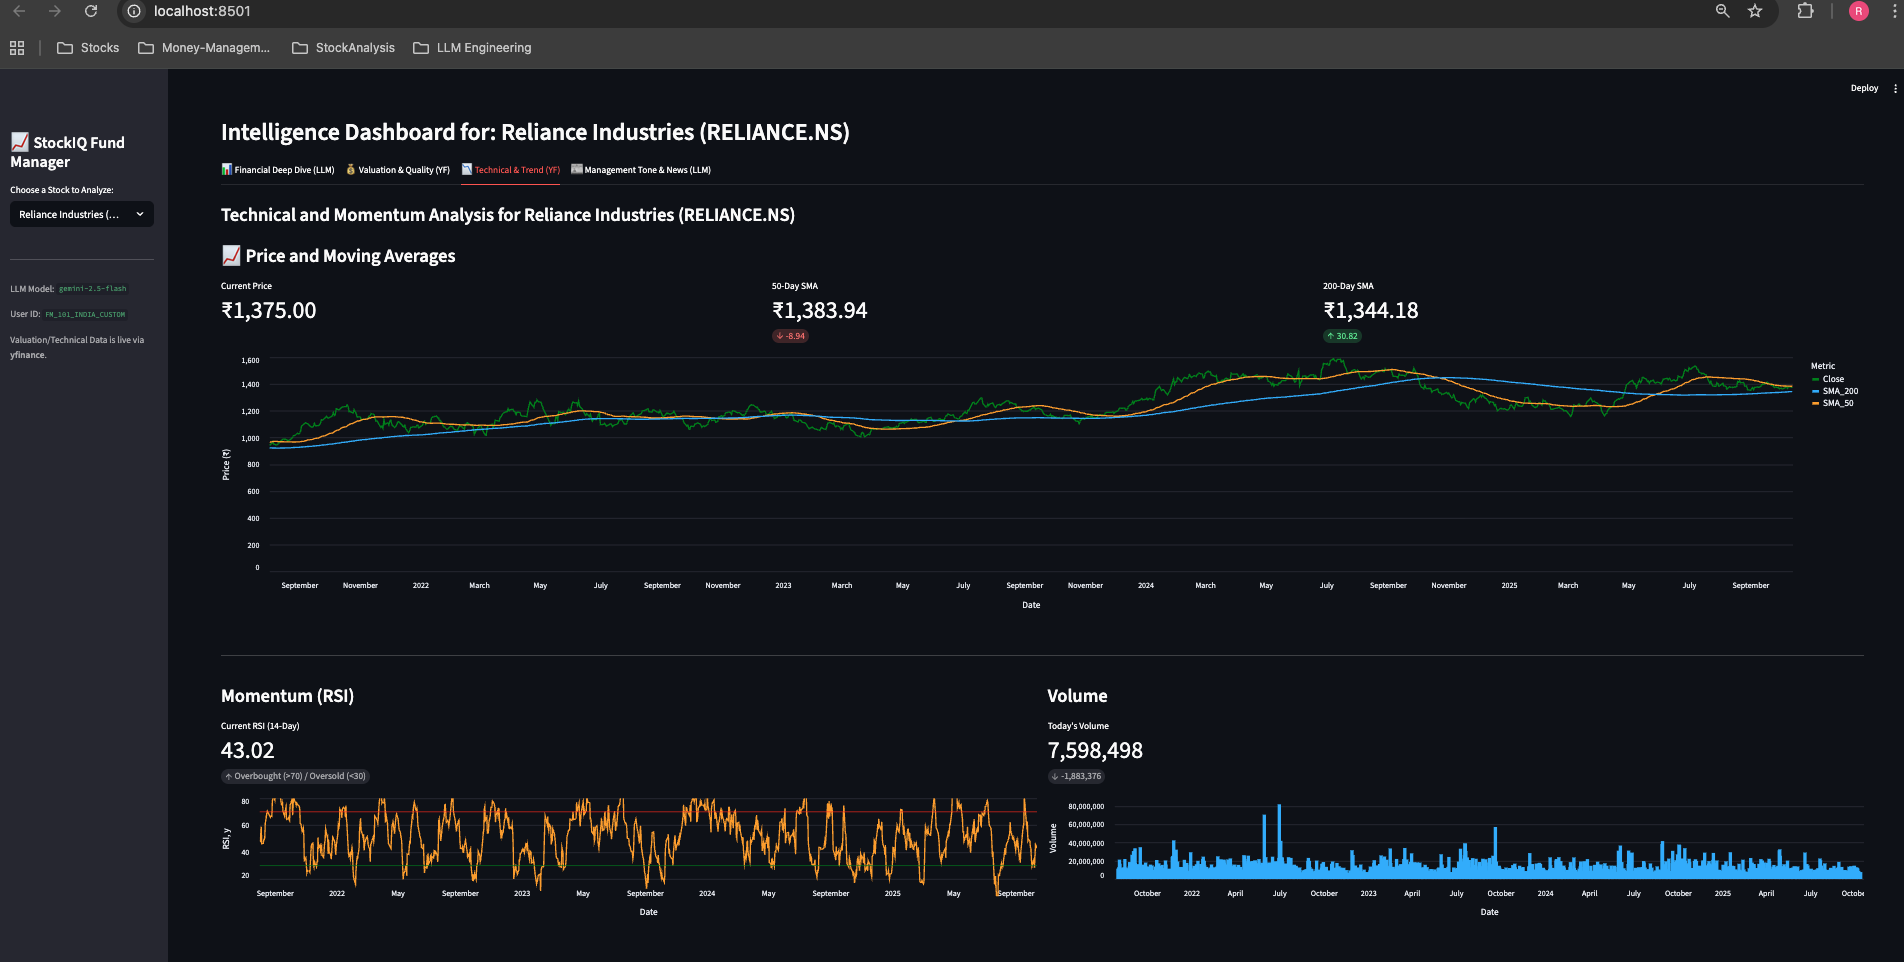 localhost:8501
R
Stocks
Money-Managem...
StockAnalysis
LLM Engineering
Deploy
StockIQ Fund
Manager
Choose a Stock to Analyze:
Reliance Industries (...
LLM Model: gemini-2.5-flash
User ID: FM_101_INDIA_CUSTOM
Valuation/Technical Data is live via
yfinance.
Intelligence Dashboard for: Reliance Industries (RELIANCE.NS)
Financial Deep Dive (LLM) Valuation & Quality (YF) Technical & Trend (YF) Management Tone & News (LLM)
Technical and Momentum Analysis for Reliance Industries (RELIANCE.NS)
Price and Moving Averages
Current Price
₹1,375.00
50-Day SMA
₹1,383.94
↓ -8.94
200-Day SMA
₹1,344.18
↑ 30.82
Price (₹)
1,600
1,400
1,200
1,000
800
600
400
200
0
September November 2022 March May July September November 2023 March May July September November 2024 March May July September November 2025 March May July September
Date
Metric
Close
SMA_200
SMA_50
Momentum (RSI)
Current RSI (14-Day)
43.02
↑ Overbought (>70) / Oversold (<30)
RSI, y
80
60
40
20
September 2022 May September 2023 May September 2024 May September 2025 May September
Date
Volume
Today's Volume
7,598,498
↓ -1,883,376
Volume
80,000,000
60,000,000
40,000,000
20,000,000
0
October 2022 April July October 2023 April July October 2024 April July October 2025 April July Octobe
Date